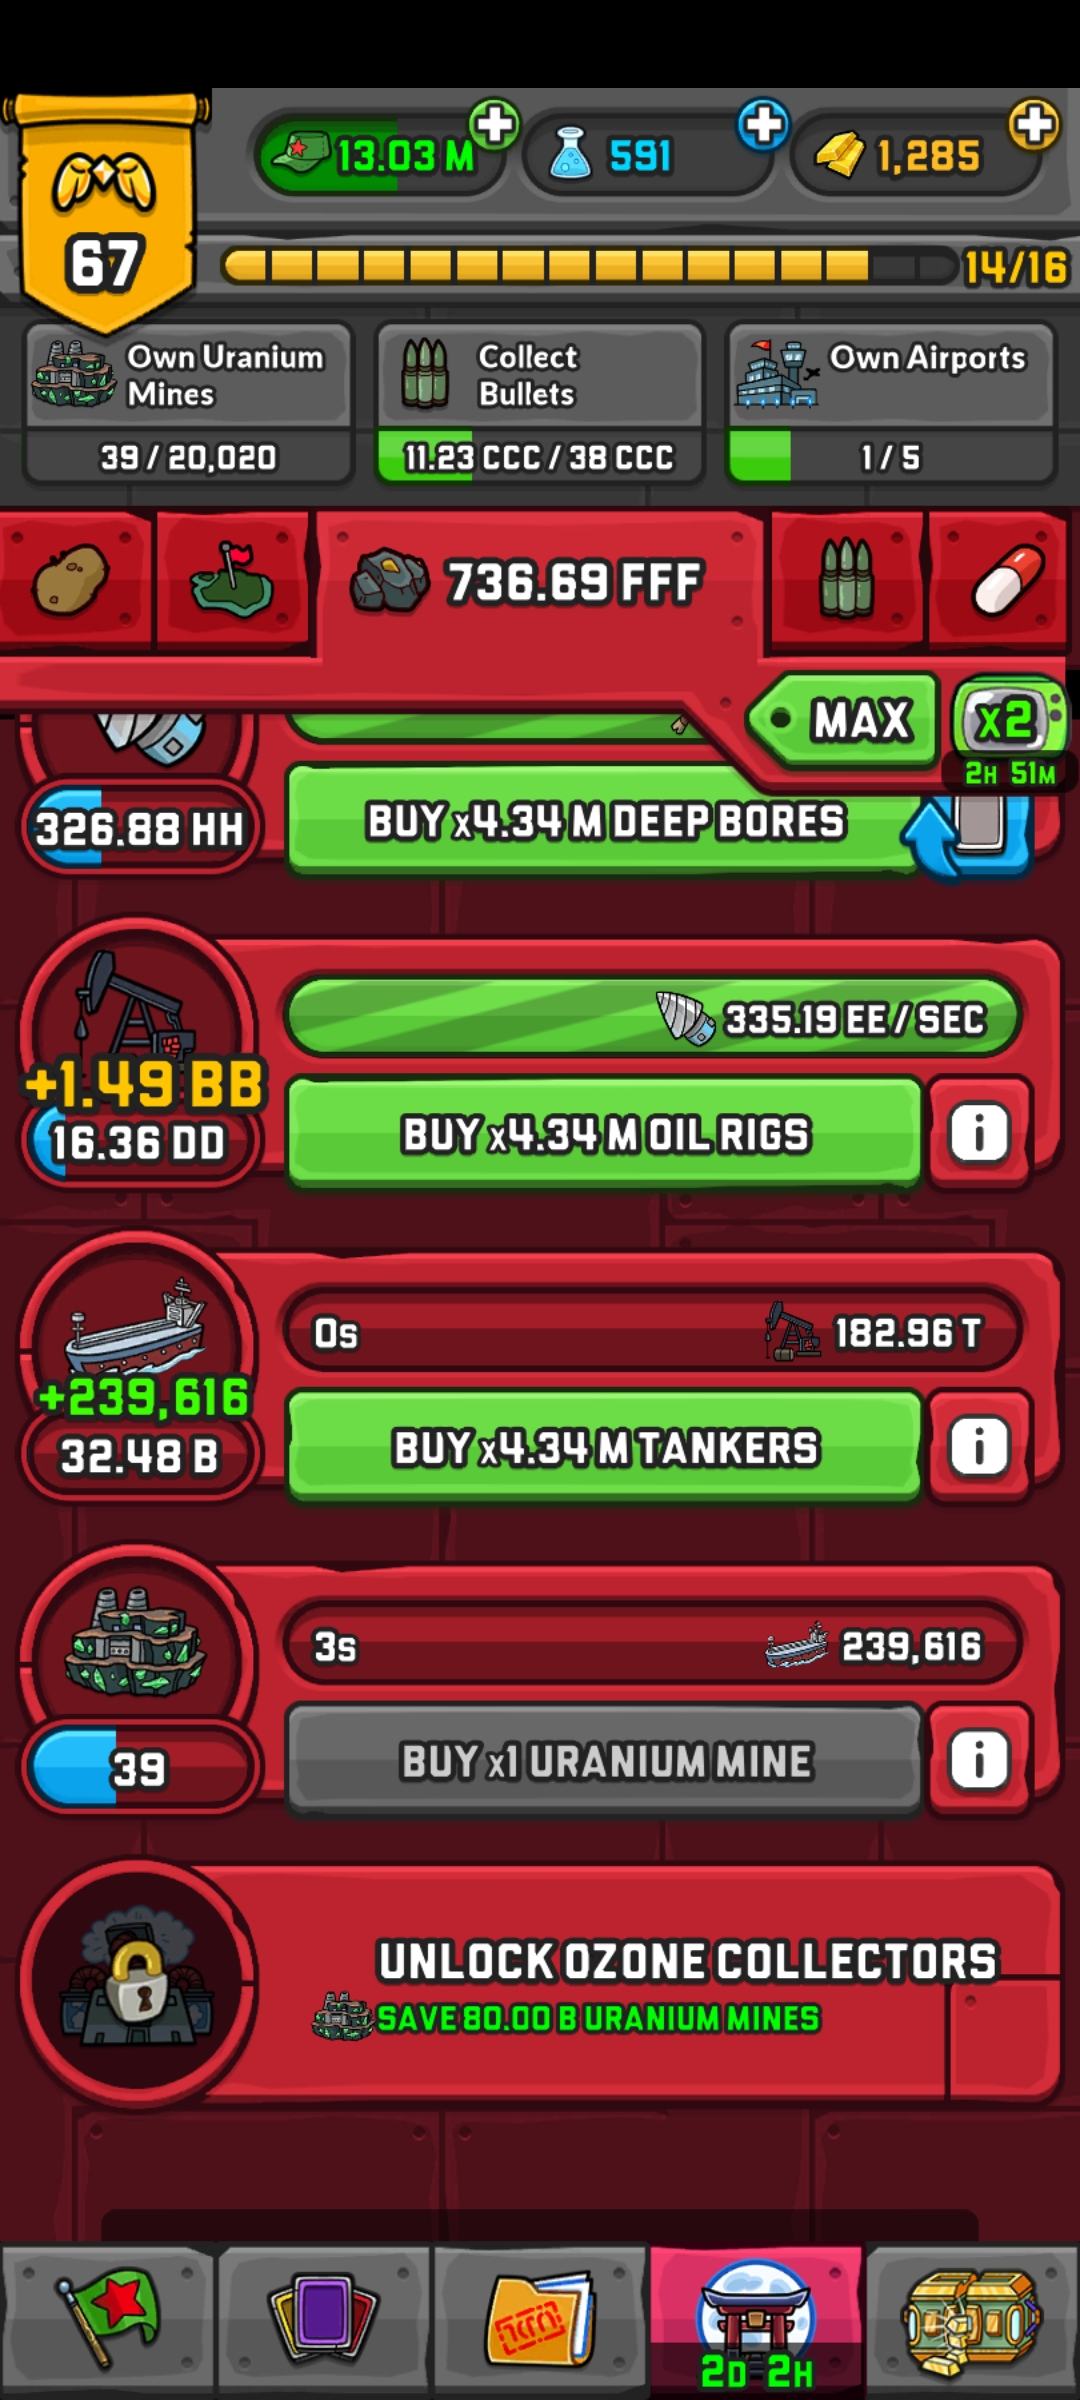 13.03 M
591
1,285
67
14/16
Own Uranium
Mines
39 / 20,020
Collect
Bullets
11.23 CCC / 38 CCC
Own Airports
1 / 5
736.69 FFF
MAX
x2
2H 51M
326.88 HH
BUY x4.34 M DEEP BORES
335.19 EE / SEC
+1.49 BB
16.36 DD
BUY x4.34 M OIL RIGS
i
0s
182.96 T
+239,616
32.48 B
BUY x4.34 M TANKERS
i
3s
239,616
39
BUY x1 URANIUM MINE
i
UNLOCK OZONE COLLECTORS
SAVE 80.00 B URANIUM MINES
2D 2H